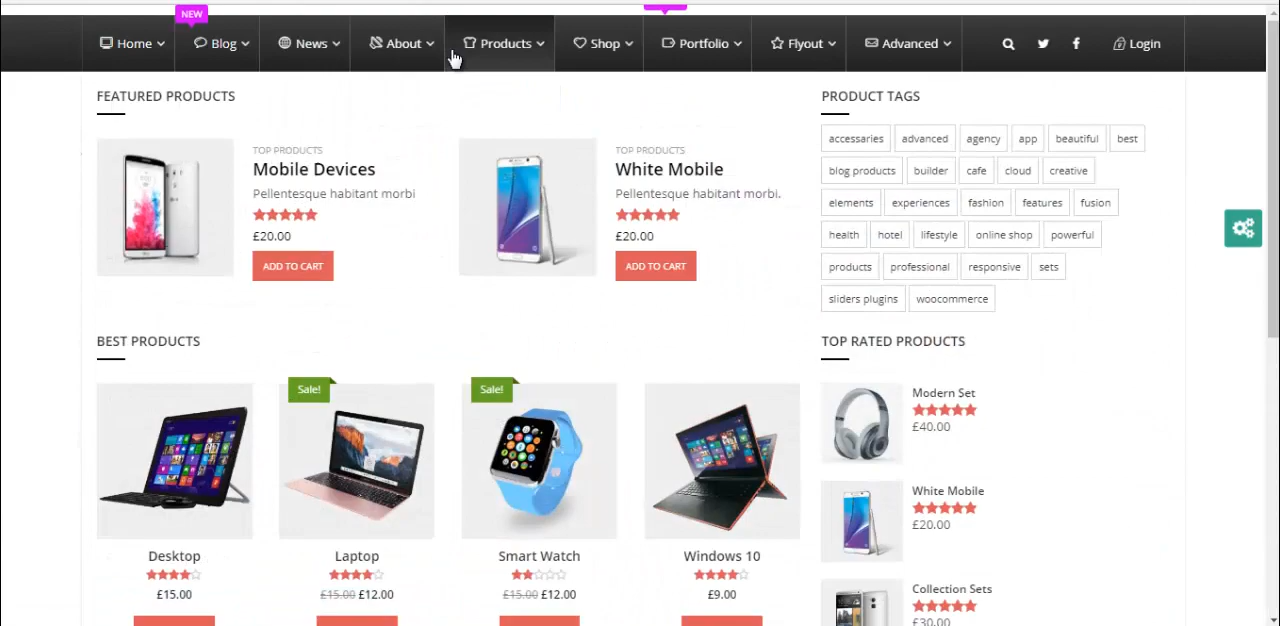 NEW
Home
Blog
News
About
Products
Shop
Portfolio
Flyout
Advanced
Login
FEATURED PRODUCTS
TOP PRODUCTS
Mobile Devices
Pellentesque habitant morbi
£20.00
ADD TO CART
TOP PRODUCTS
White Mobile
Pellentesque habitant morbi.
£20.00
ADD TO CART
PRODUCT TAGS
accessaries advanced agency app beautiful best
blog products builder cafe cloud creative
elements experiences fashion features fusion
health hotel lifestyle online shop powerful
products professional responsive sets
sliders plugins woocommerce
BEST PRODUCTS
Desktop
£15.00
Sale!
Laptop
£15.00 £12.00
Sale!
Smart Watch
£15.00 £12.00
Windows 10
£9.00
TOP RATED PRODUCTS
Modern Set
£40.00
White Mobile
£20.00
Collection Sets
£30.00